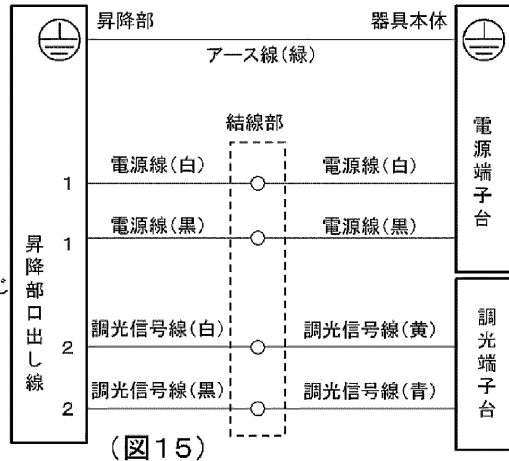 昇降部 器具本体
アース線(緑)
結線部
電源線(白) 電源線(白)
1
電源線(黒) 電源線(黒)
1
調光信号線(白) 調光信号線(黄)
2
調光信号線(黒) 調光信号線(青)
2
昇降部口出し線
電源端子台
調光端子台
じ
(図15)